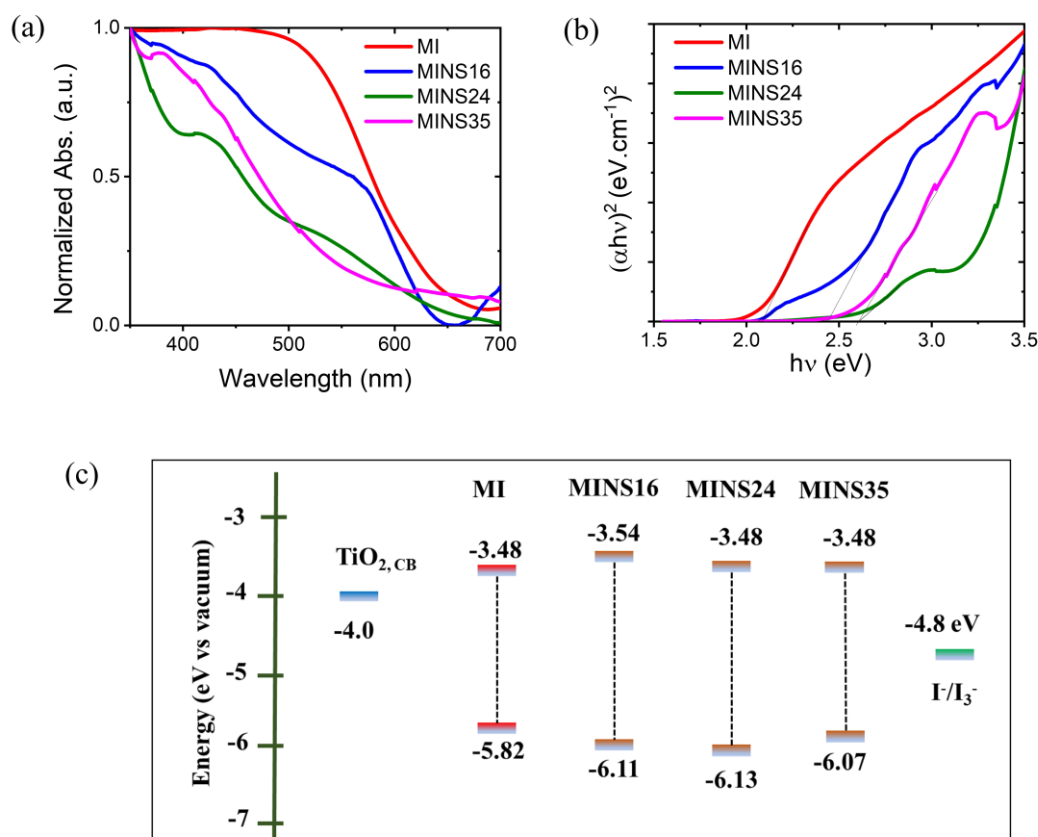 (a)
1.0
0.5
0.0
Normalized Abs. (a.u.)
MI
MINS16
MINS24
MINS35
400 500 600 700
Wavelength (nm)
(b)
(αhν)² (eV.cm⁻¹)²
MI
MINS16
MINS24
MINS35
1.5 2.0 2.5 3.0 3.5
hν (eV)
(c)
Energy (eV vs vacuum)
-3
-4
-5
-6
-7
TiO₂, CB
-4.0
MI MINS16 MINS24 MINS35
-3.48 -3.54 -3.48 -3.48
-5.82 -6.11 -6.13 -6.07
-4.8 eV
I⁻/I₃⁻